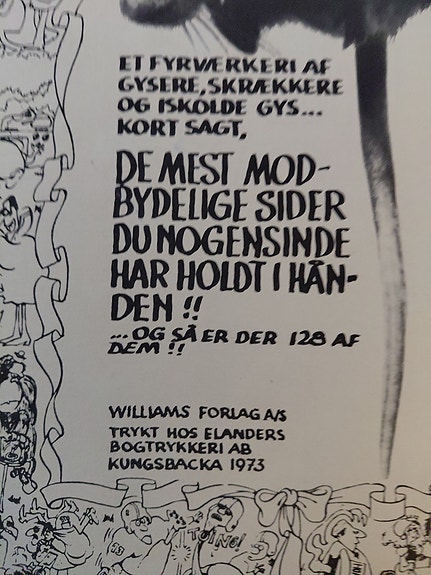 ET FYRVÆRKERI AF
GYSERE, SKRÆKKERE
OG ISKOLDE GYS...
KORT SAGT,
DE MEST MOD-
BYDELIGE SIDER
DU NOGENSINDE
HAR HOLDT I HÅN-
DEN !!
...OG SÅ ER DER 128 AF
DEM !!
WILLIAMS FORLAG A/S
TRYKT HOS ELANDERS
BOGTRYKKERI AB
KUNGSBACKA 1973
TOING!